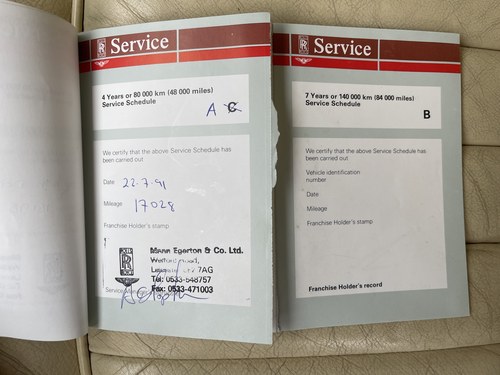 Service
4 Years or 80 000 km (48 000 miles)
Service Schedule
A C
We certify that the above Service Schedule has
been carried out
Date 22-7-91
Mileage 17028
Franchise Holder's stamp
Mann Egerton & Co. Ltd.
Welford Road,
7AG
Tel: 0533-548757
Fax: 0533-471003
Service
7 Years or 140 000 km (84 000 miles)
Service Schedule
B
We certify that the above Service Schedule has
been carried out
Vehicle identification
number
Date
Mileage
Franchise Holder's stamp
Franchise Holder's record